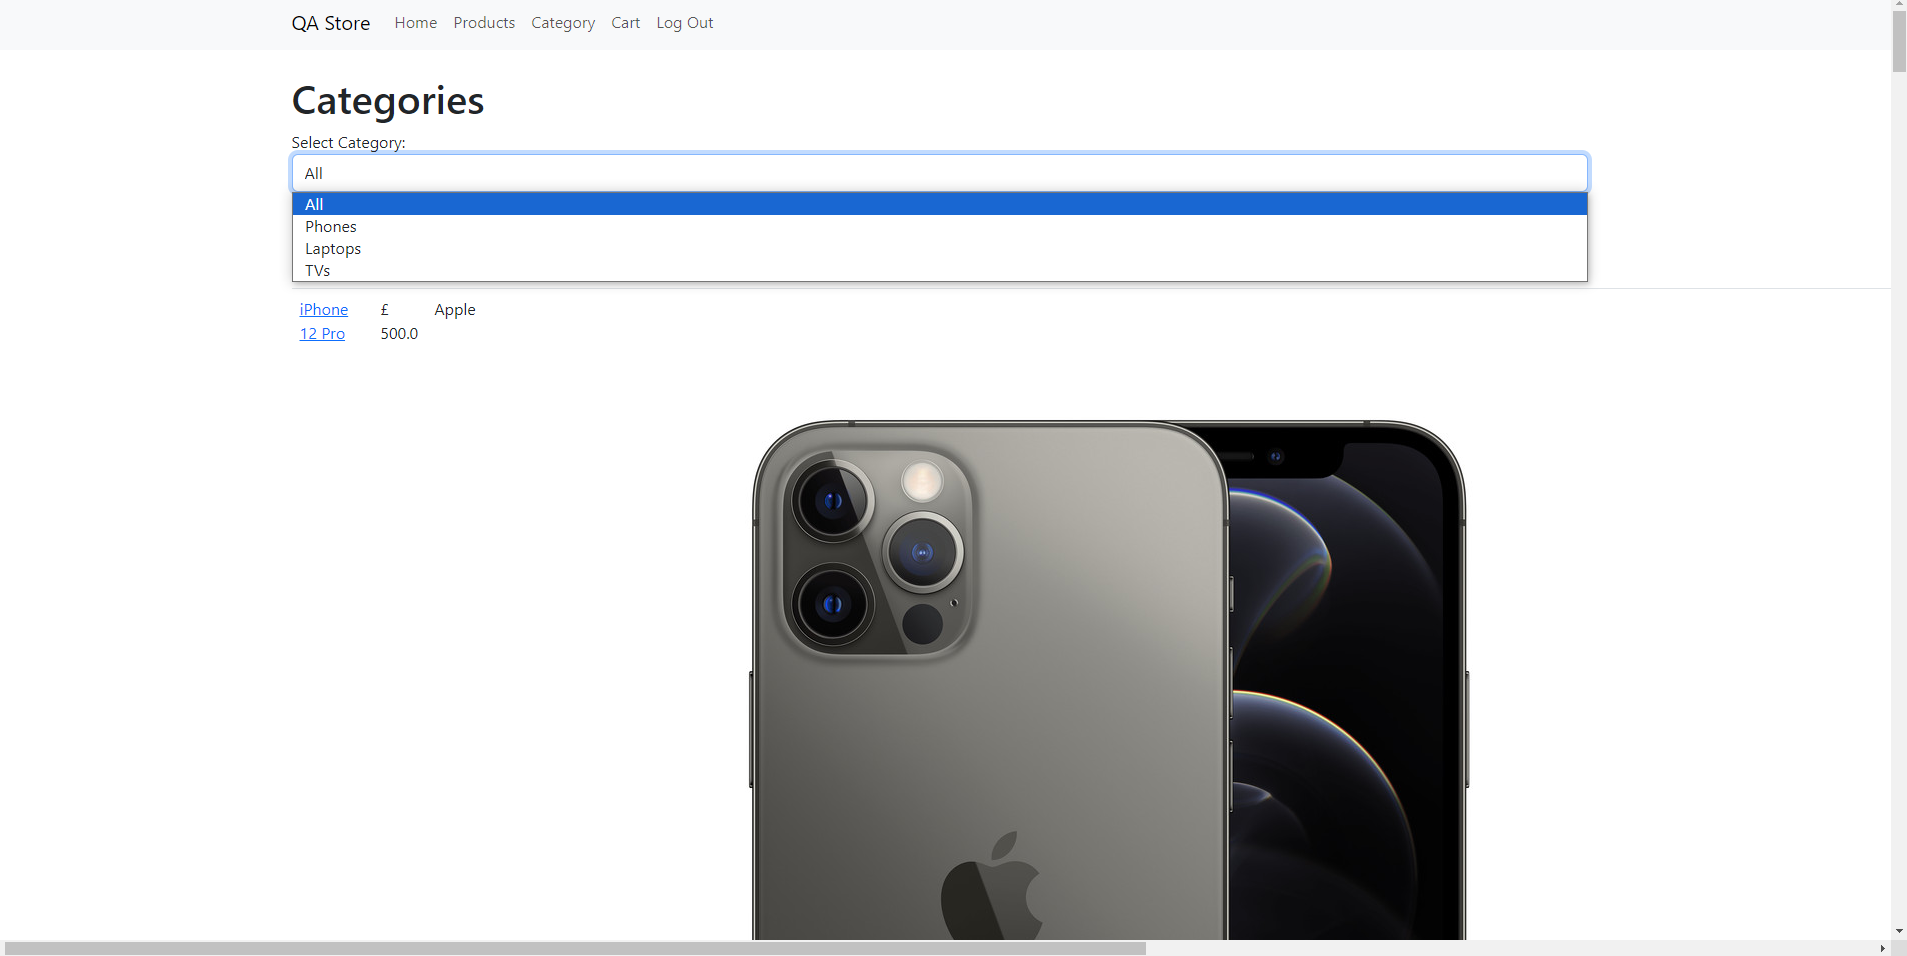 QA Store Home Products Category Cart Log Out
Categories
Select Category:
All
All
Phones
Laptops
TVs
iPhone £ Apple
12 Pro 500.0